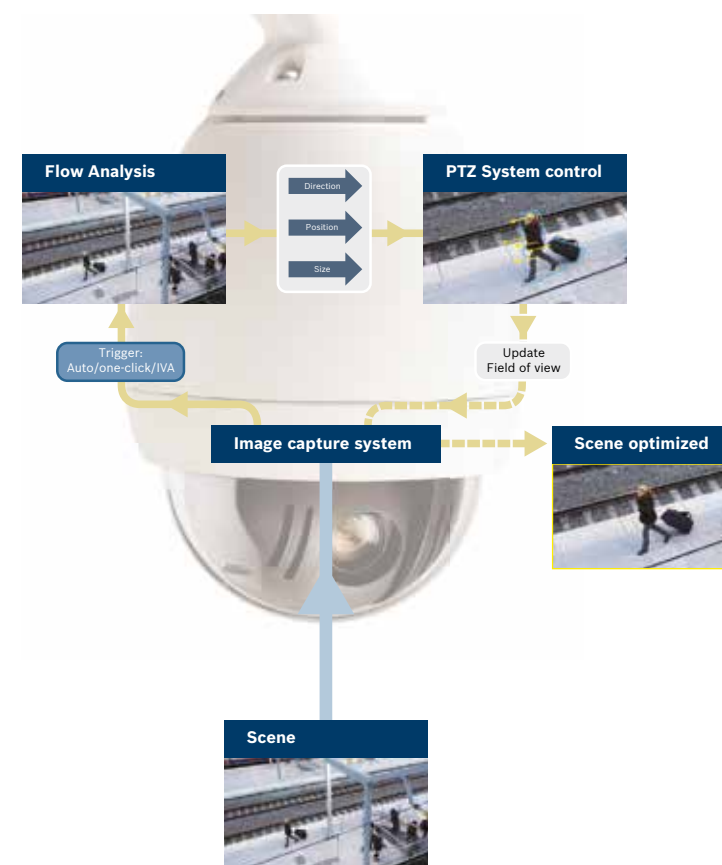 Flow Analysis
PTZ System control
Direction
Position
Size
Trigger:
Auto/one-click/IVA
Update
Field of view
Image capture system
Scene optimized
Scene